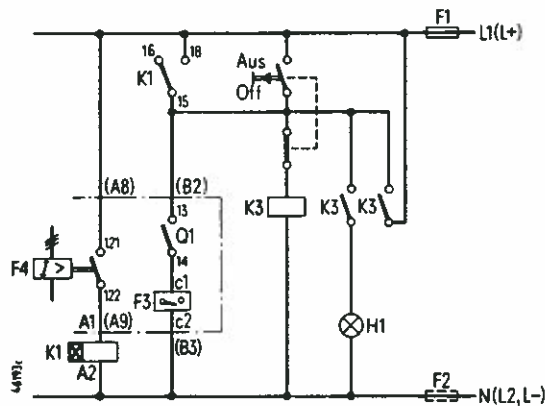 F1
L1(L+)
16
18
K1
15
Aus
Off
(A8)
(B2)
13
Q1
14
121
F4
122
c1
F3
c2
A1
(A9)
(B3)
K1
A2
K3
K3
K3
H1
F2
N(L2,L-)
46193c